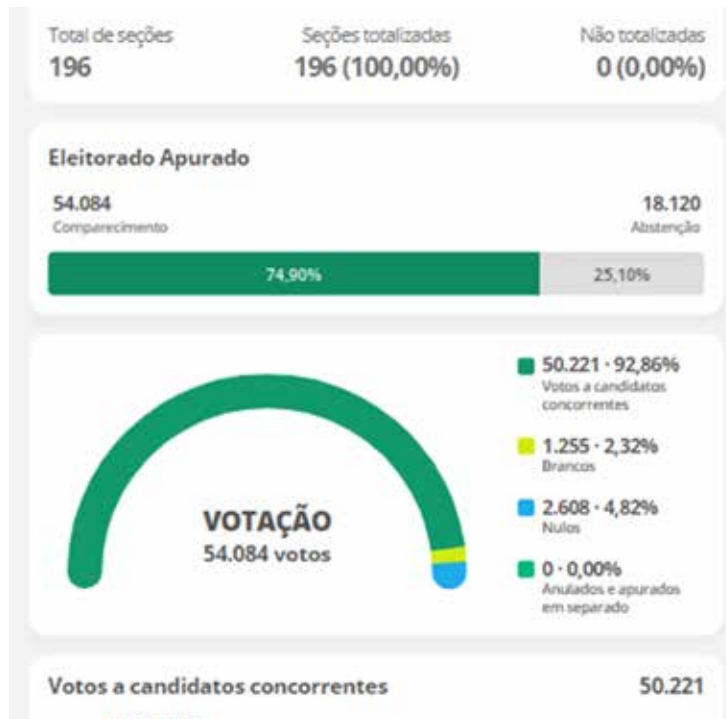 Total de seções
Seções totalizadas
Não totalizadas
196
196 (100,00%)
0 (0,00%)
Eleitorado Apurado
54.084
18.120
Comparecimento
Abstenção
74,90%
25,10%
50.221 · 92,86%
Votos a candidatos
concorrentes
1.255 · 2,32%
Brancos
VOTAÇÃO
54.084 votos
2.608 · 4,82%
Nulos
0 · 0,00%
Anulados e apurados
em separado
Votos a candidatos concorrentes
50.221